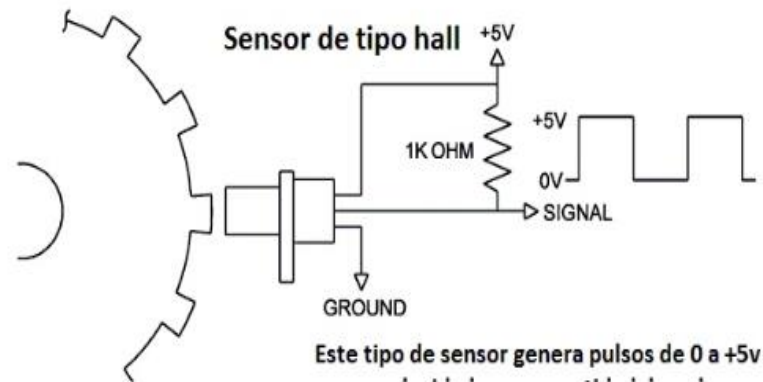 Sensor de tipo hall
+5V
1K OHM
+5V
0V
SIGNAL
GROUND
Este tipo de sensor genera pulsos de 0 a +5v